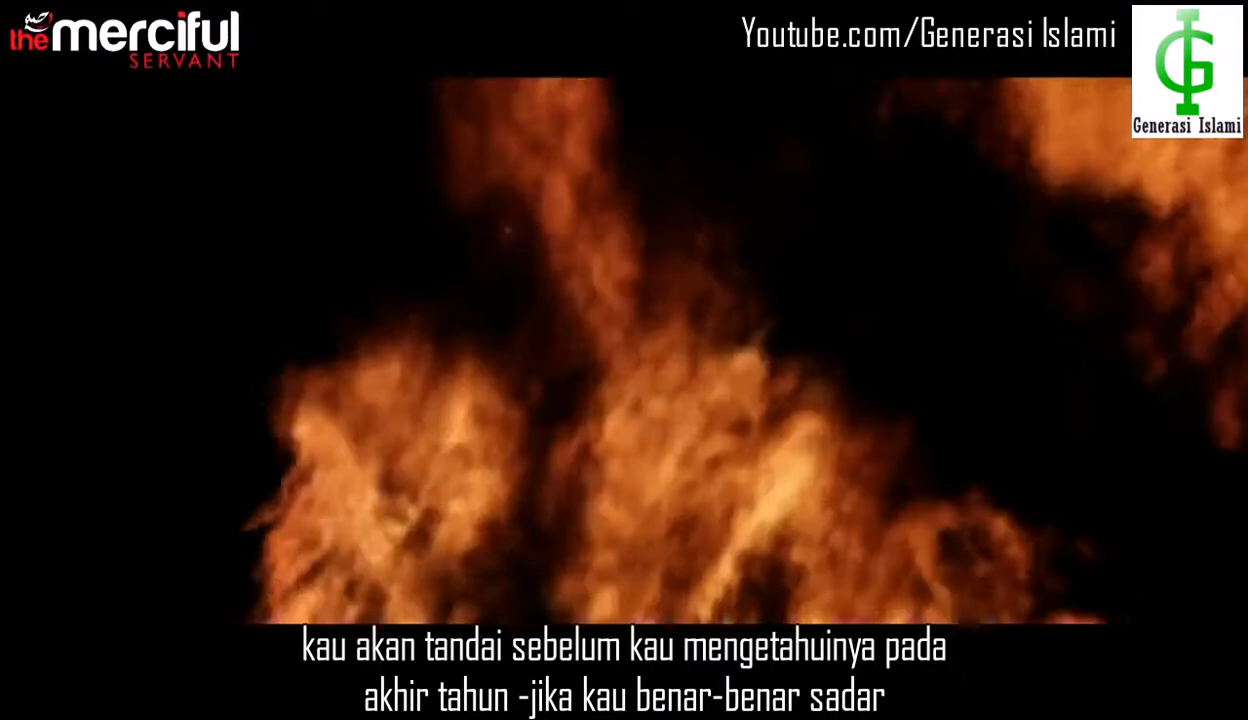 the merciful
SERVANT
Youtube.com/Generasi Islami
GI
Generasi Islami
kau akan tandai sebelum kau mengetahuinya pada
akhir tahun -jika kau benar-benar sadar